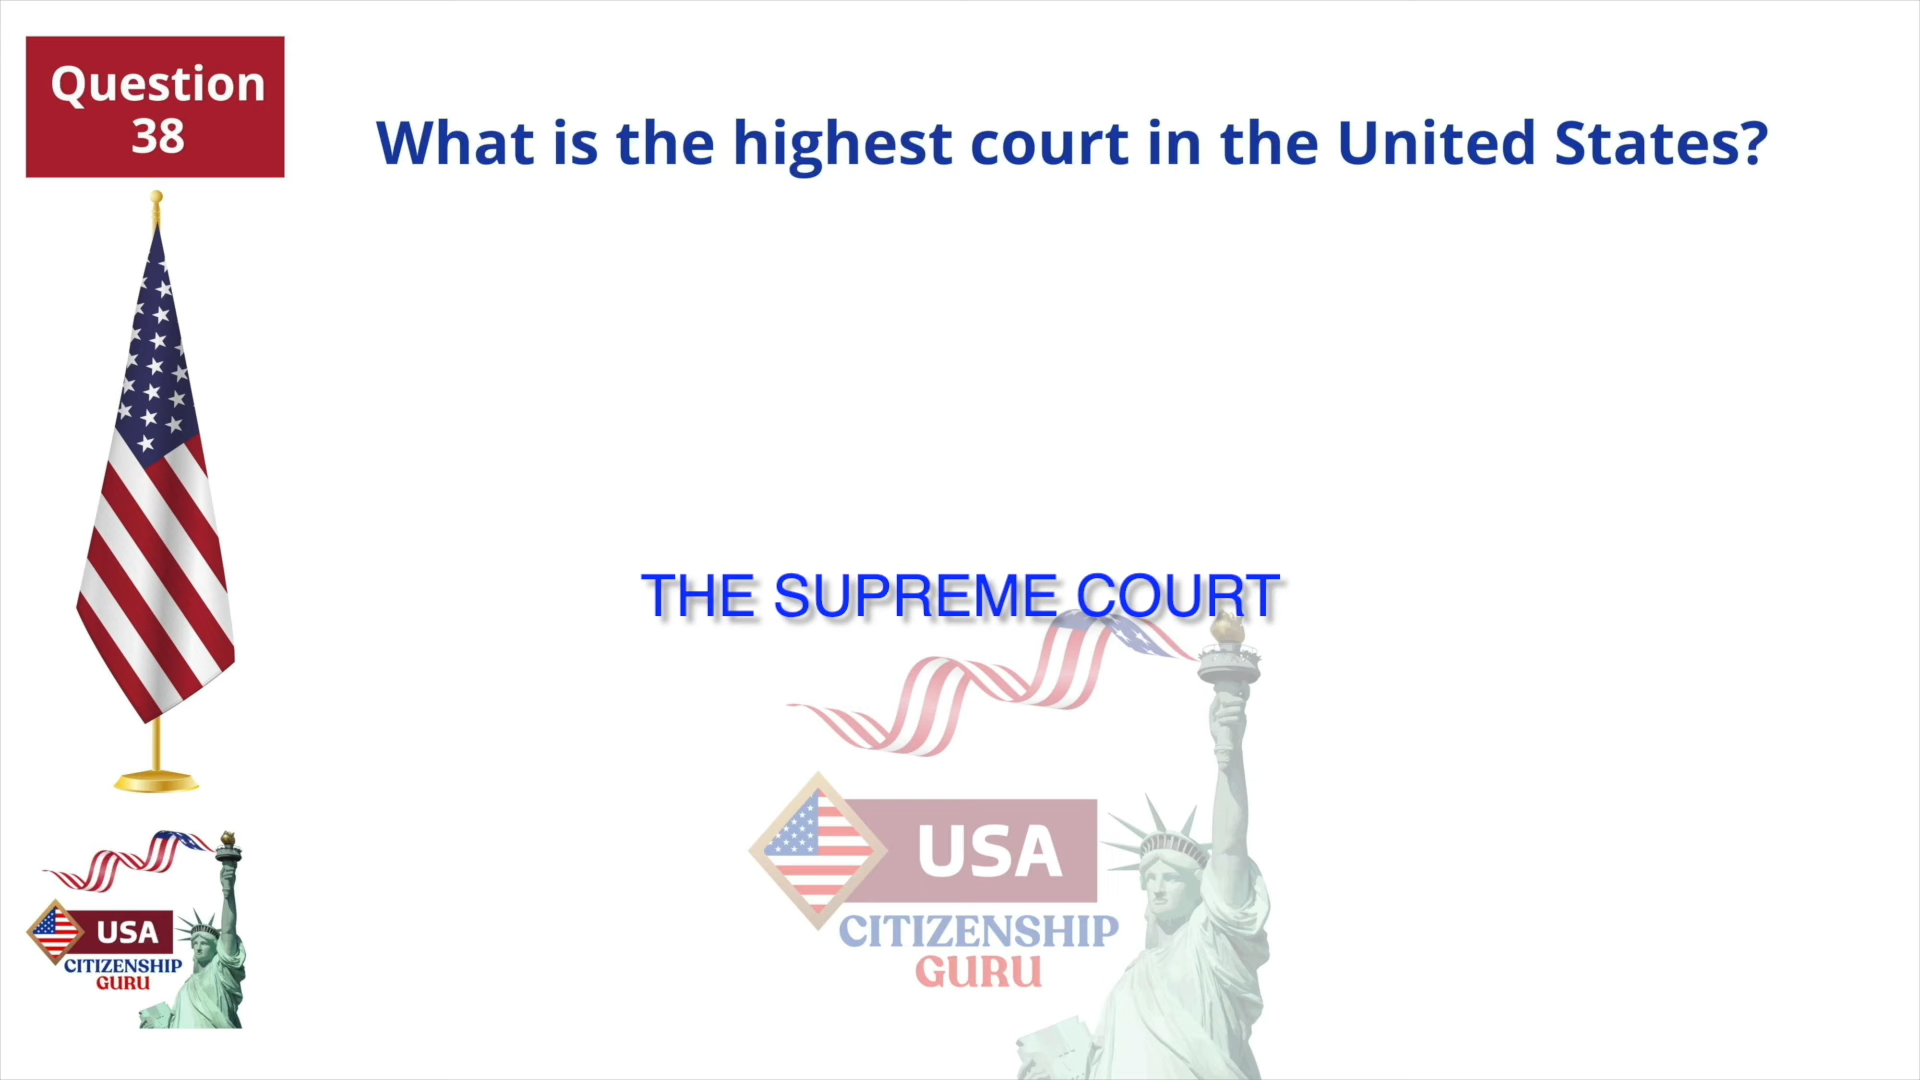 Question
38
What is the highest court in the United States?
THE SUPREME COURT
USA
CITIZENSHIP
GURU
USA
CITIZENSHIP
GURU